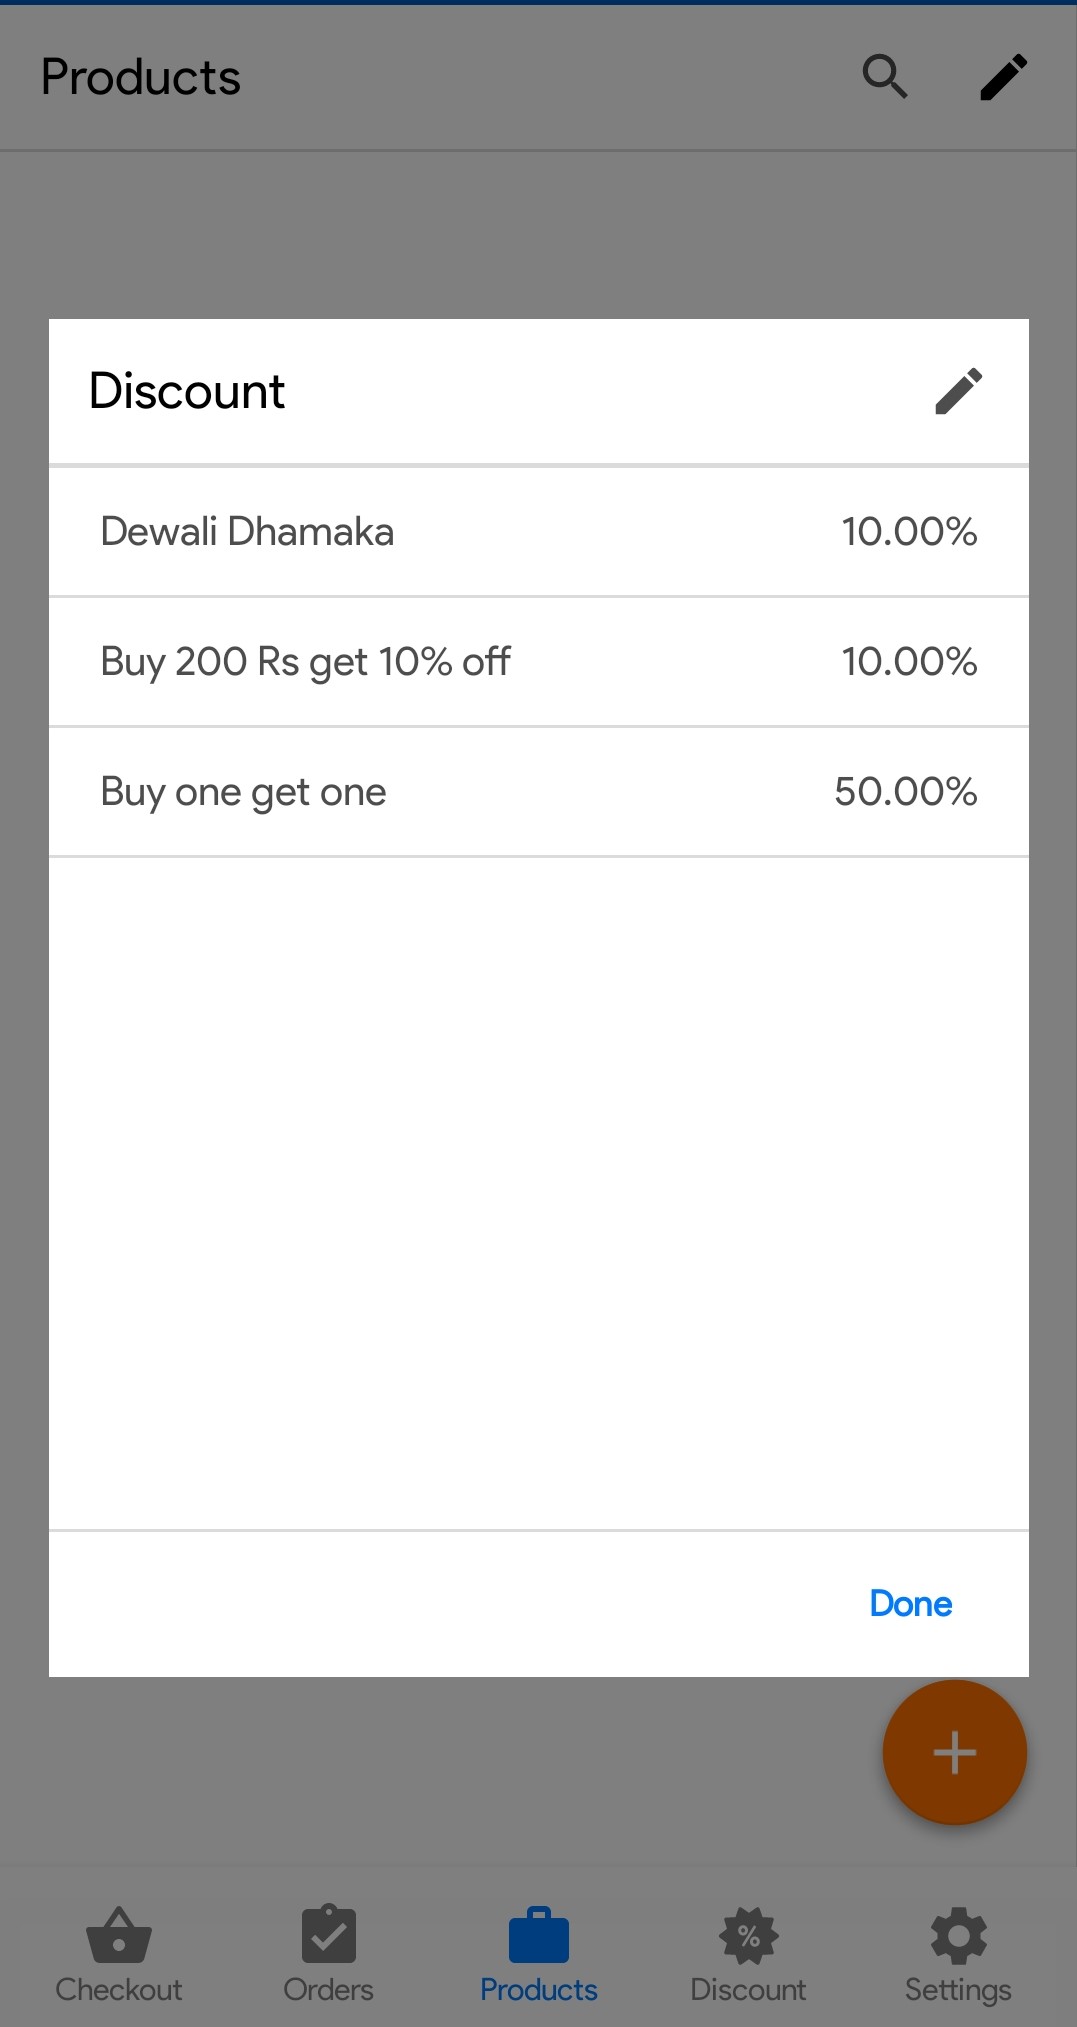 Products
Discount
Dewali Dhamaka 10.00%
Buy 200 Rs get 10% off 10.00%
Buy one get one 50.00%
Done
Checkout Orders Products Discount Settings